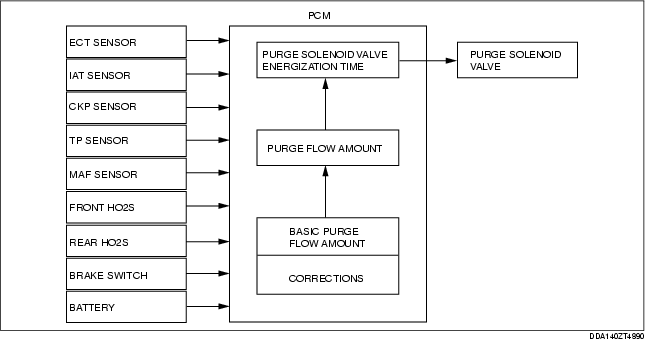 PCM
ECT SENSOR
IAT SENSOR
CKP SENSOR
TP SENSOR
MAF SENSOR
FRONT HO2S
REAR HO2S
BRAKE SWITCH
BATTERY
PURGE SOLENOID VALVE
ENERGIZATION TIME
PURGE FLOW AMOUNT
BASIC PURGE
FLOW AMOUNT
CORRECTIONS
PURGE SOLENOID
VALVE
DDA140ZT4890